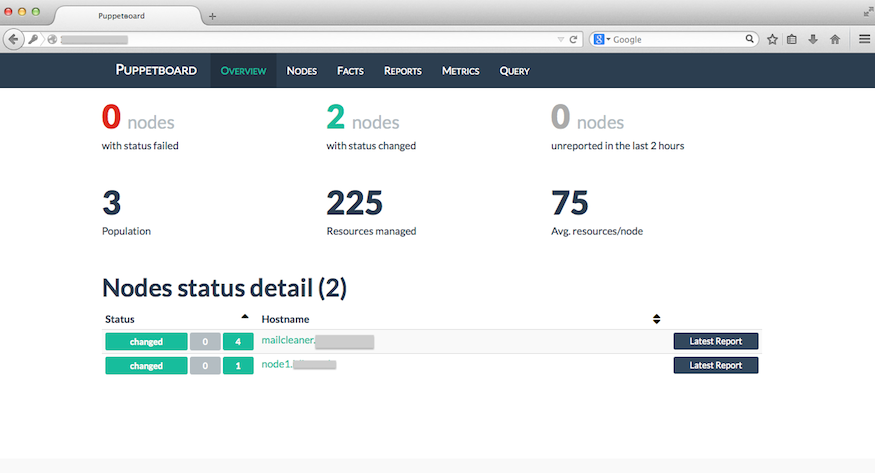 Puppetboard
Google
PUPPETBOARD OVERVIEW NODES FACTS REPORTS METRICS QUERY
0 nodes
with status failed
2 nodes
with status changed
0 nodes
unreported in the last 2 hours
3
Population
225
Resources managed
75
Avg. resources/node
Nodes status detail (2)
Status Hostname
changed 0 4 mailcleaner. Latest Report
changed 0 1 node1. Latest Report